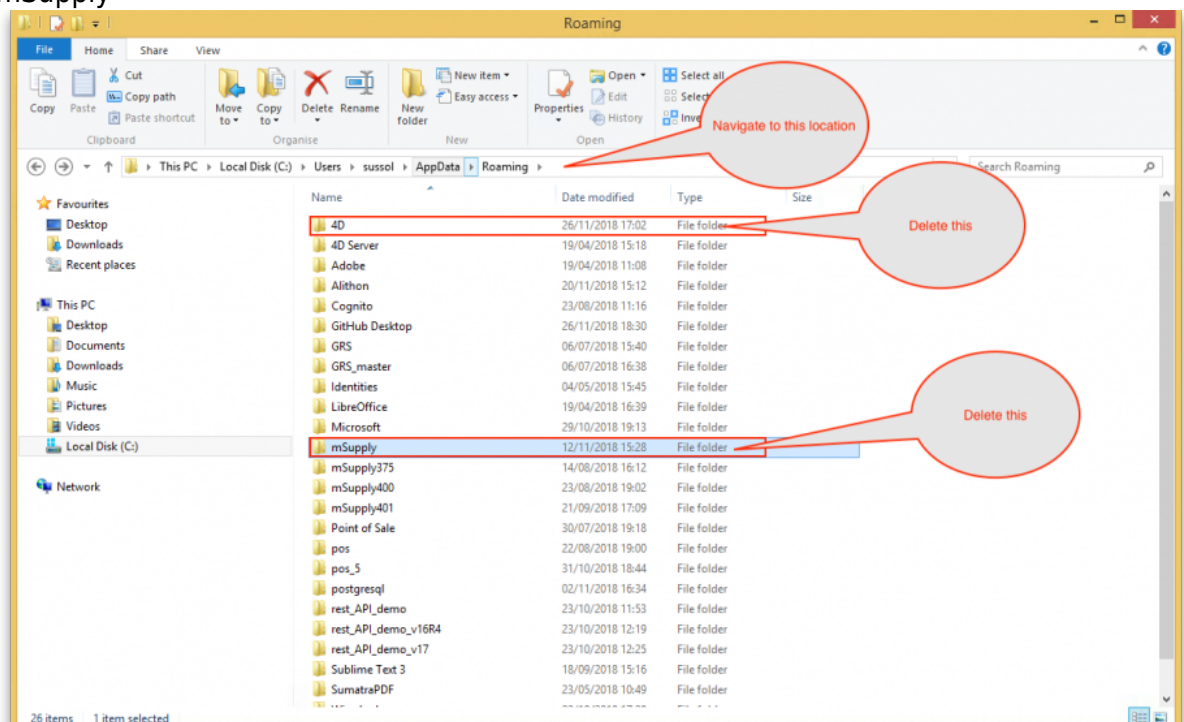 mSupply
Roaming
File Home Share View
Copy Paste Cut
Copy path
Paste shortcut
Move to Copy to Delete Rename New folder
New item
Easy access
Properties Open
Edit
History
Select all
Clipboard Organise New Open
Navigate to this location
This PC Local Disk (C:) Users sussol AppData Roaming
Search Roaming
Name Date modified Type Size
Favourites
Desktop
Downloads
Recent places
This PC
Desktop
Documents
Downloads
Music
Pictures
Videos
Local Disk (C:)
Network
4D 26/11/2018 17:02 File folder
Delete this
4D Server 19/04/2018 15:18 File folder
Adobe 19/04/2018 11:08 File folder
Alithon 20/11/2018 15:12 File folder
Cognito 23/08/2018 11:16 File folder
GitHub Desktop 26/11/2018 18:30 File folder
GRS 06/07/2018 15:40 File folder
GRS_master 06/07/2018 16:38 File folder
Identities 04/05/2018 15:45 File folder
LibreOffice 19/04/2018 16:39 File folder
Microsoft 29/10/2018 19:13 File folder
Delete this
mSupply 12/11/2018 15:28 File folder
mSupply375 14/08/2018 16:12 File folder
mSupply400 23/08/2018 19:02 File folder
mSupply401 21/09/2018 17:09 File folder
Point of Sale 30/07/2018 19:18 File folder
pos 22/08/2018 19:00 File folder
pos_5 31/10/2018 18:44 File folder
postgresql 02/11/2018 16:34 File folder
rest_API_demo 23/10/2018 11:53 File folder
rest_API_demo_v16R4 23/10/2018 12:19 File folder
rest_API_demo_v17 23/10/2018 12:25 File folder
Sublime Text 3 18/09/2018 15:16 File folder
SumatraPDF 23/05/2018 10:49 File folder
26 items 1 item selected